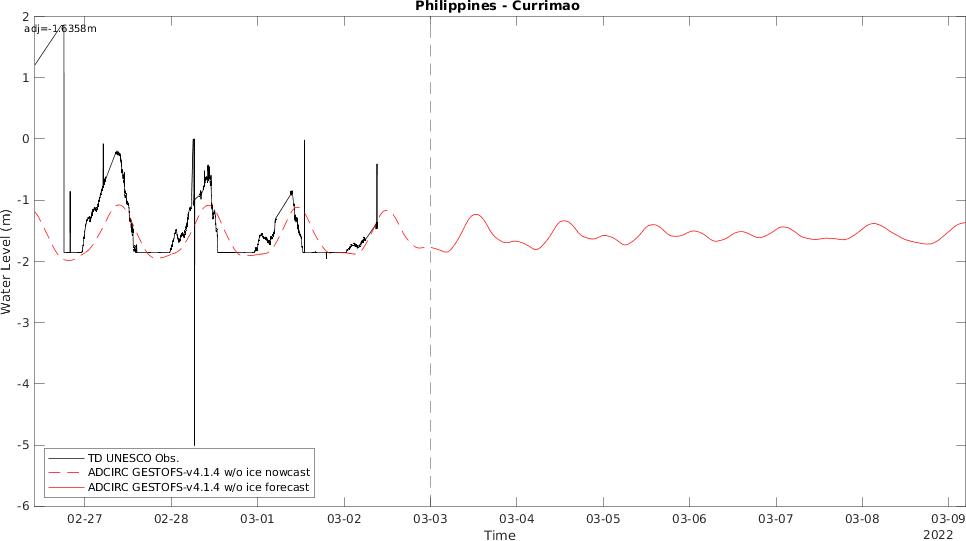 Philippines - Currimao
adj=-1.6358m
2
1
0
-1
-2
-3
-4
-5
-6
Water Level (m)
TD UNESCO Obs.
ADCIRC GESTOFS-v4.1.4 w/o ice nowcast
ADCIRC GESTOFS-v4.1.4 w/o ice forecast
02-27 02-28 03-01 03-02 03-03 03-04 03-05 03-06 03-07 03-08 03-09
Time
2022